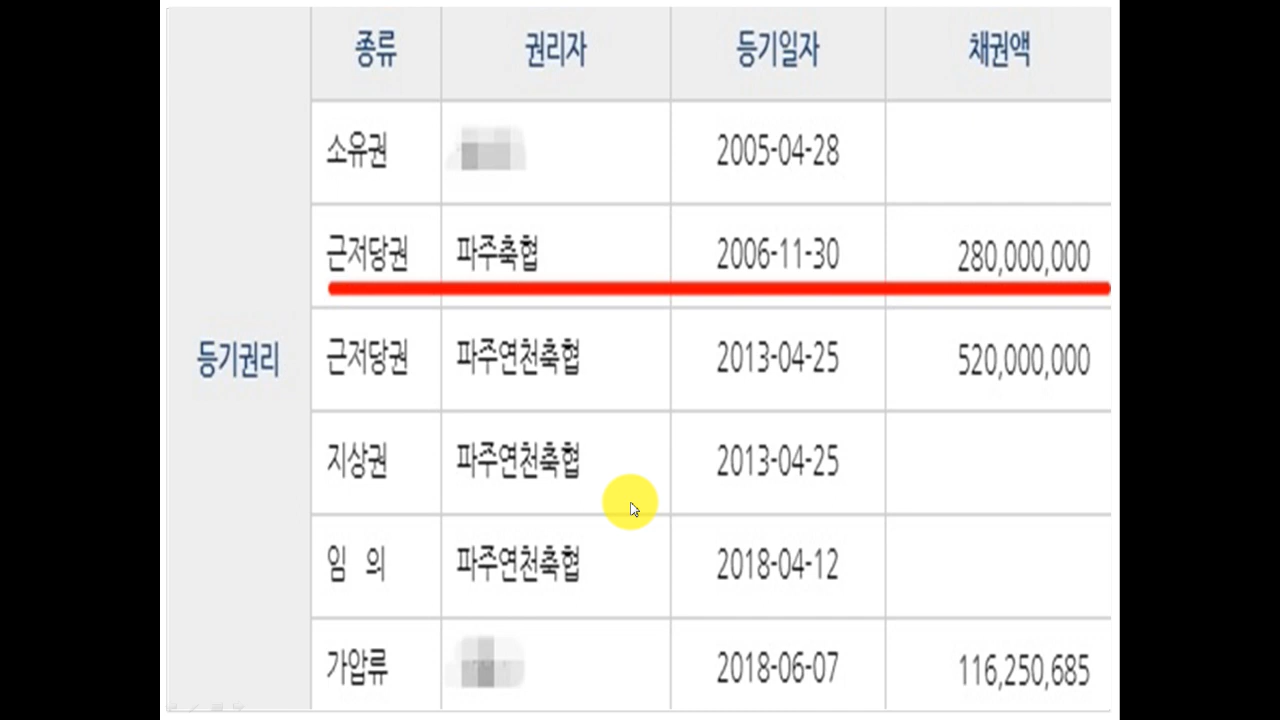 종류 권리자 등기일자 채권액
소유권 2005-04-28
근저당권 파주축협 2006-11-30 280,000,000
근저당권 파주연천축협 2013-04-25 520,000,000
등기권리
지상권 파주연천축협 2013-04-25
임 의 파주연천축협 2018-04-12
가압류 2018-06-07 116,250,685